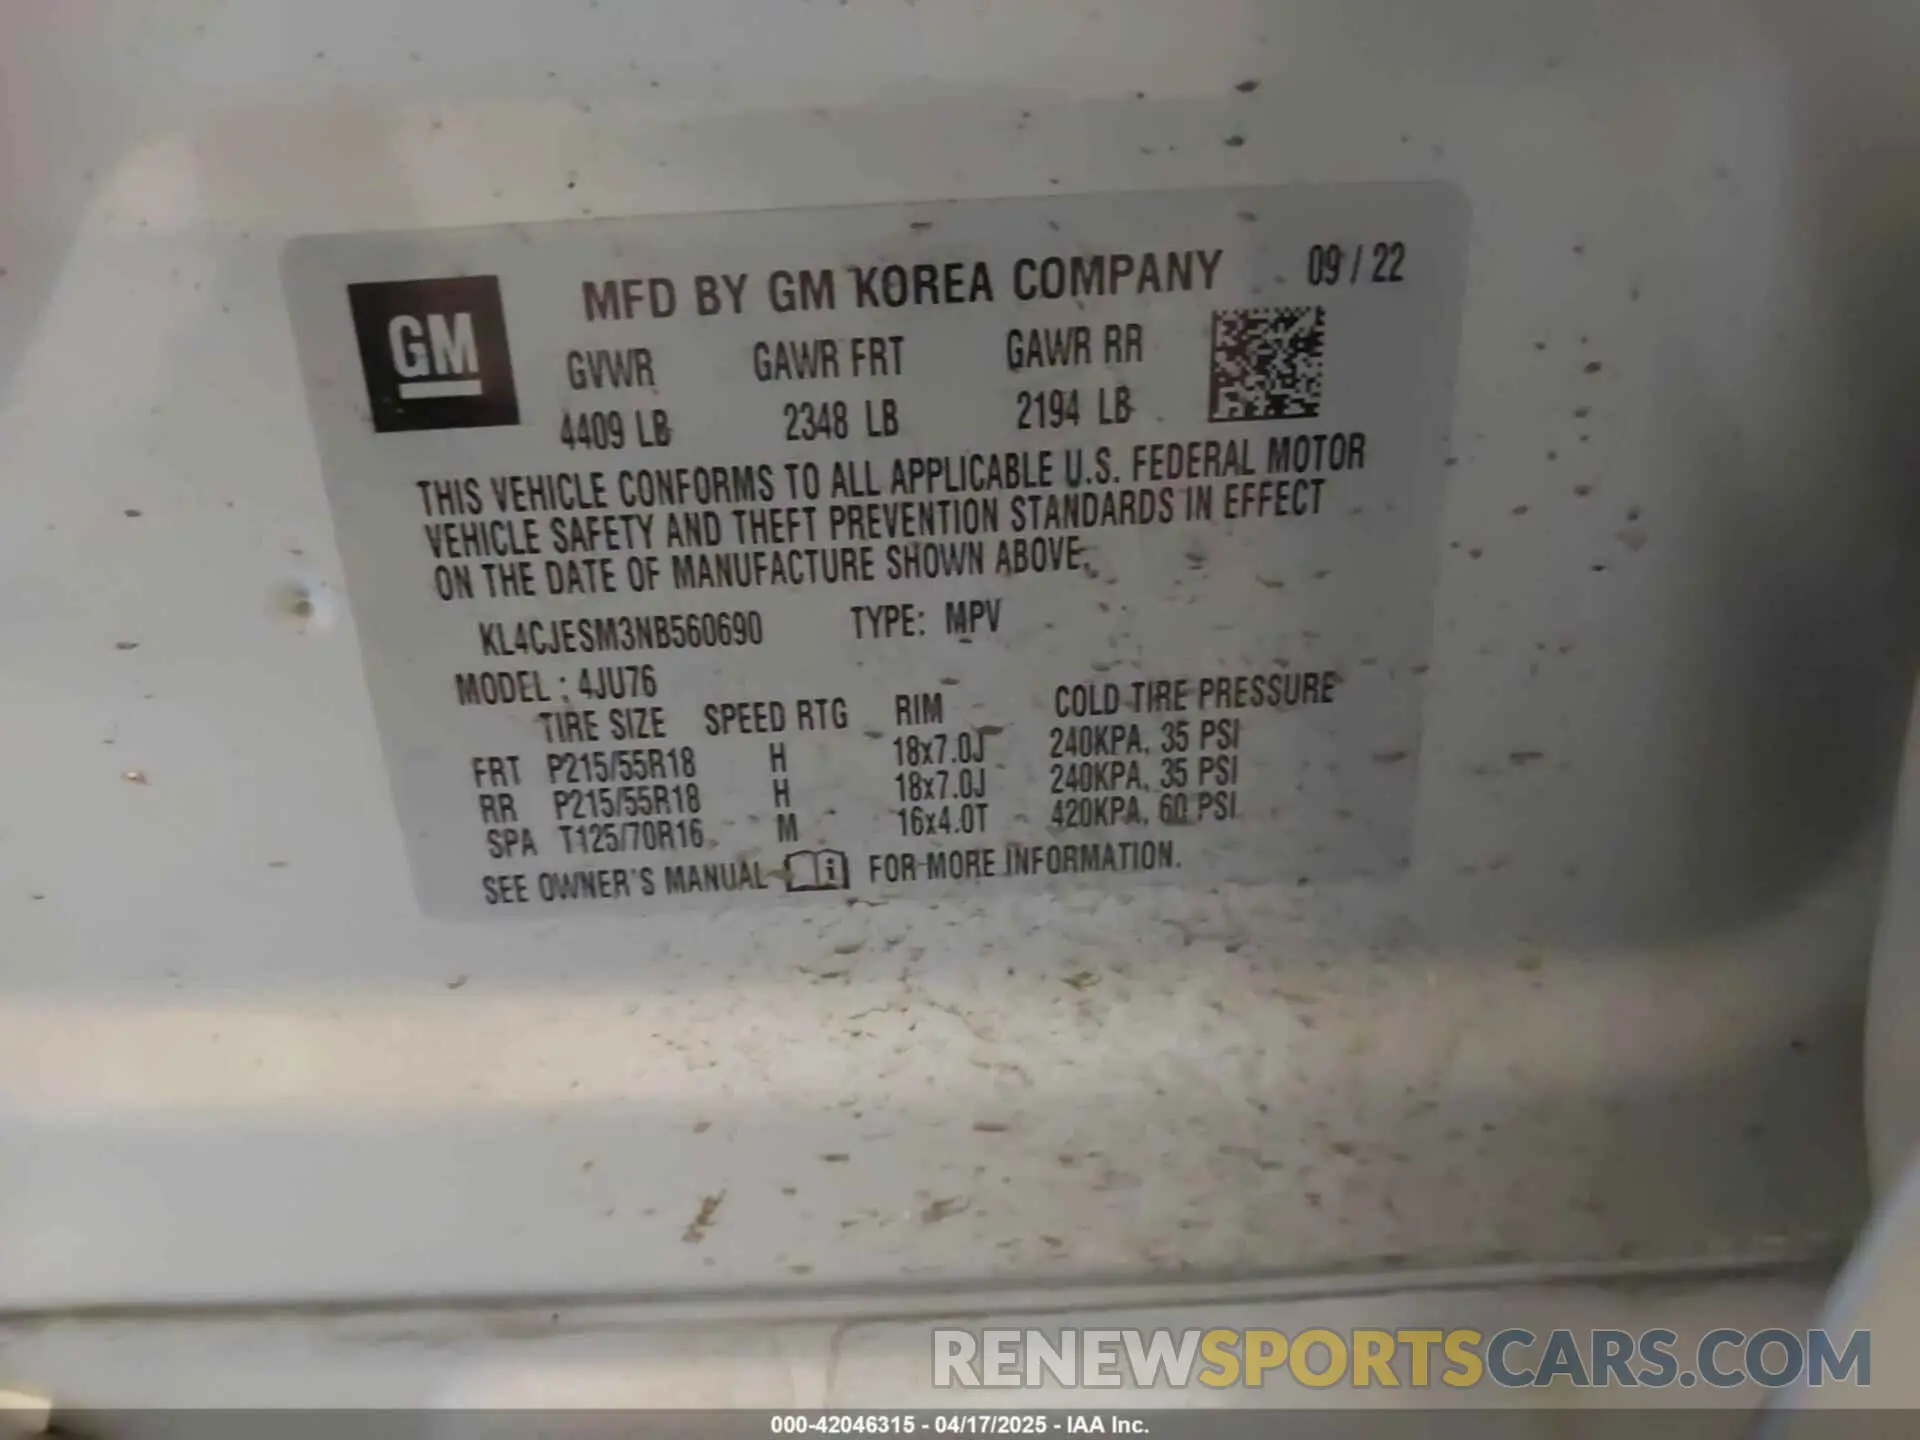 GM
MFD BY GM KOREA COMPANY 09 / 22
GVWR GAWR FRT GAWR RR
4409 LB 2348 LB 2194 LB
THIS VEHICLE CONFORMS TO ALL APPLICABLE U.S. FEDERAL MOTOR
VEHICLE SAFETY AND THEFT PREVENTION STANDARDS IN EFFECT
ON THE DATE OF MANUFACTURE SHOWN ABOVE.
KL4CJESM3NB560690 TYPE: MPV
MODEL : 4JU76
TIRE SIZE SPEED RTG RIM COLD TIRE PRESSURE
FRT P215/55R18 H 18x7.0J 240KPA, 35 PSI
RR P215/55R18 H 18x7.0J 240KPA, 35 PSI
SPA T125/70R16 M 16x4.0T 420KPA, 60 PSI
SEE OWNER'S MANUAL i FOR MORE INFORMATION.
RENEWSPORTSCARS.COM
000-42046315 - 04/17/2025 - IAA Inc.